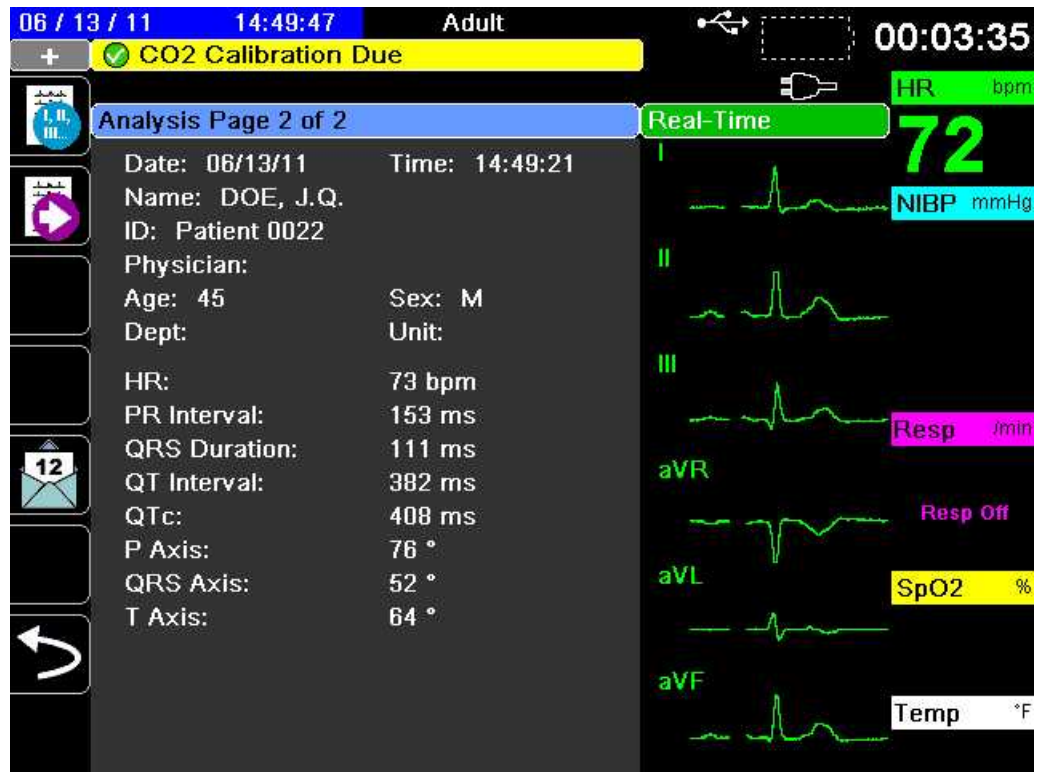 06 / 13 / 11 14:49:47 Adult 00:03:35
+ CO2 Calibration Due
HR bpm
72
I, II, III...
Analysis Page 2 of 2 Real-Time
Date: 06/13/11 Time: 14:49:21
Name: DOE, J.Q.
ID: Patient 0022
Physician:
Age: 45 Sex: M
Dept: Unit:
HR: 73 bpm
PR Interval: 153 ms
QRS Duration: 111 ms
QT Interval: 382 ms
QTc: 408 ms
P Axis: 76 °
QRS Axis: 52 °
T Axis: 64 °
12
I
II
III
aVR
aVL
aVF
NIBP mmHg
Resp /min
Resp Off
SpO2 %
Temp °F